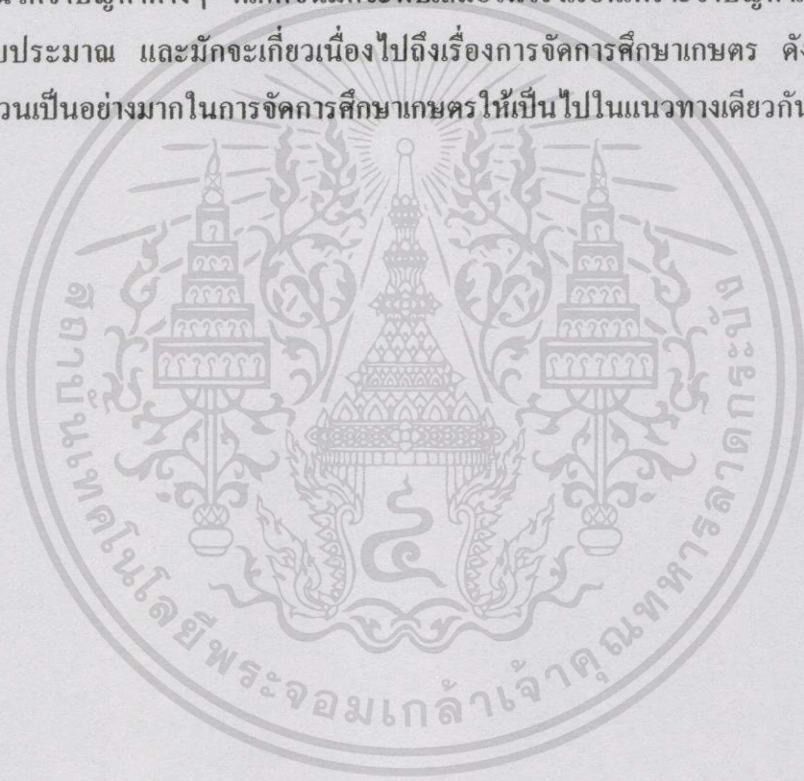 บประมาณ และมักจะเกี่ยวเนื่องไปถึงเรื่องการจัดการศึกษาเกษตร ดัง
วนเป็นอย่างมากในการจัดการศึกษาเกษตรให้เป็นไปในแนวทางเดียวกัน
สถาบันเทคโนโลยีพระจอมเกล้าเจ้าคุณทหารลาดกระบัง